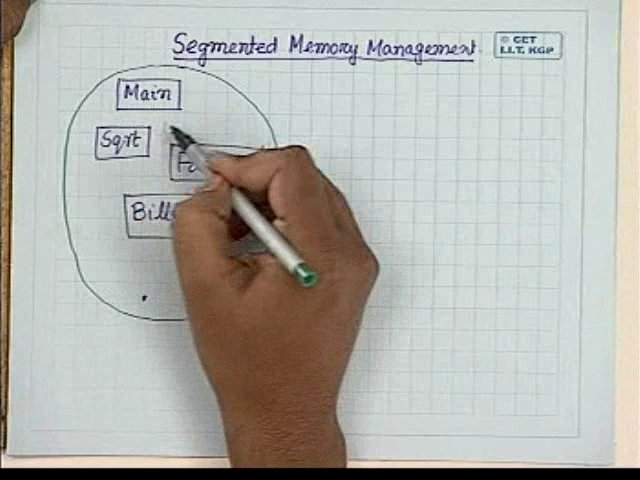 Segmented Memory Management
© CET
I.I.T. KGP
Main
Sqrt